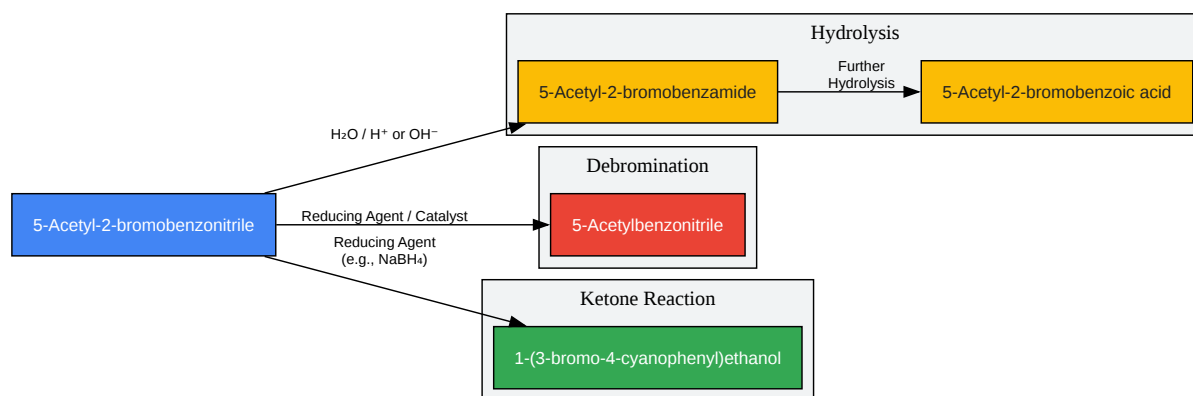 Hydrolysis
5-Acetyl-2-bromobenzamide
Further
Hydrolysis
5-Acetyl-2-bromobenzoic acid
H₂O / H⁺ or OH⁻
Debromination
5-Acetyl-2-bromobenzonitrile
Reducing Agent / Catalyst
5-Acetylbenzonitrile
Reducing Agent
(e.g., NaBH₄)
Ketone Reaction
1-(3-bromo-4-cyanophenyl)ethanol